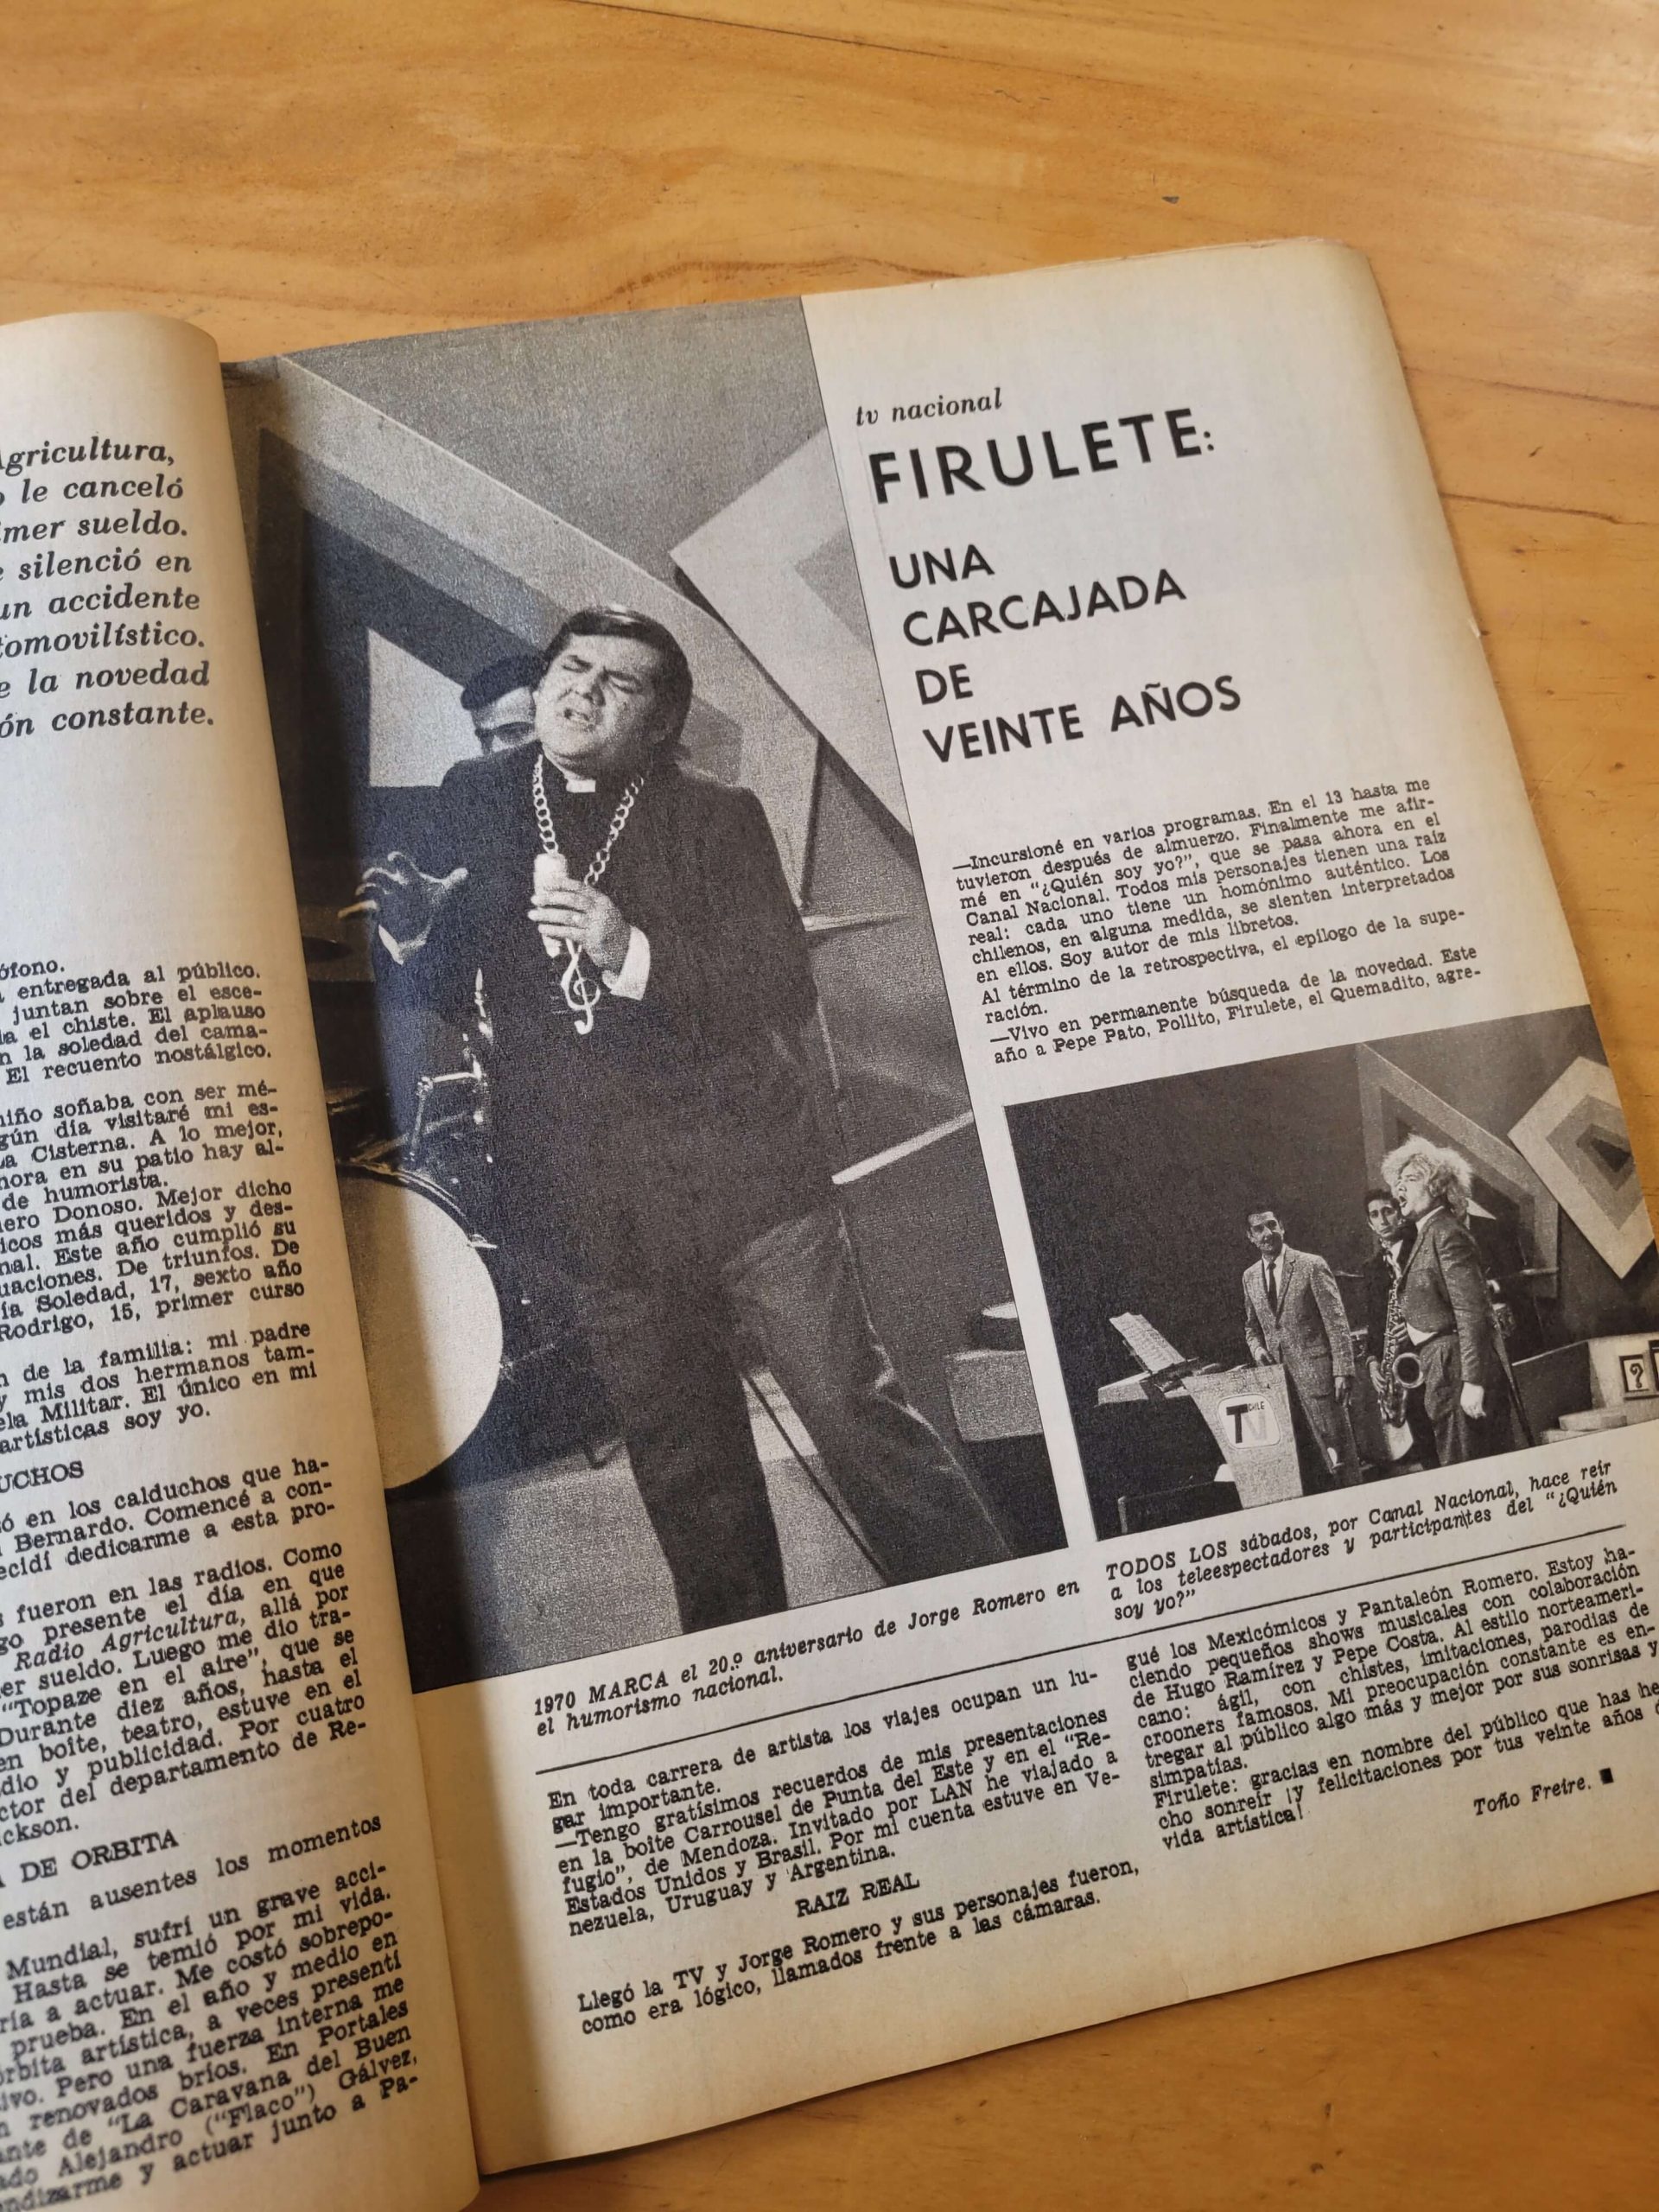 Agricultura,
le canceló
sueldo.
silenció en
un accidente
la novedad
constante.
entregada al público.
juntan sobre el esce-
el chiste. El aplauso
la soledad del cama-
El recuento nostálgico.
soñaba con ser mé-
día visitaré mi es-
Cisterna. A lo mejor,
en su patio hay al-
de humorista.
Donoso. Mejor dicho
más queridos y des-
Este año cumplió su
De triunfos. De
Soledad, 17, sexto año
Rodrigo, 15, primer curso
de la familia: mi padre
y mis dos hermanos tam-
Militar. El único en mi
artísticas soy yo.
en los calduchos que ha-
Bernardo. Comencé a con-
dedicarme a esta pro-
fueron en las radios. Como
presente el día en que
Radio Agricultura, allá por
sueldo. Luego me dio tra-
"Topaze en el aire", que se
Durante diez años, hasta el
en boîte, teatro, estuve en el
y publicidad. Por cuatro
del departamento de Re-
DE ORBITA
están ausentes los momentos
Mundial, sufrí un grave acci-
Hasta se temió por mi vida.
a actuar. Me costó sobrepo-
prueba. En el año y medio en
artística, a veces presentí
Pero una fuerza interna me
renovados bríos. En Portales
de "La Caravana del Buen
Alejandro ("Flaco") Gálvez,
y actuar junto a Pa-
tv nacional
FIRULETE:
UNA
CARCAJADA
DE
VEINTE AÑOS
—Incursioné en varios programas. En el 13 hasta me
tuvieron después de almuerzo. Finalmente me afir-
mé en "¿Quién soy yo?", que se pasa ahora en el
Canal Nacional. Todos mis personajes tienen una raíz
real: cada uno tiene un homónimo auténtico. Los
chilenos, en alguna medida, se sienten interpretados
en ellos. Soy autor de mis libretos.
Al término de la retrospectiva, el epílogo de la supe-
ración.
—Vivo en permanente búsqueda de la novedad. Este
año a Pepe Pato, Pollito, Firulete, el Quemadito, agre-
TV CHILE
?
1970 MARCA el 20.º aniversario de Jorge Romero en
el humorismo nacional.
TODOS LOS sábados, por Canal Nacional, hace reír
a los teleespectadores y participantes del "¿Quién
soy yo?"
En toda carrera de artista los viajes ocupan un lu-
gar importante.
—Tengo gratísimos recuerdos de mis presentaciones
en la boîte Carrousel de Punta del Este y en el "Re-
fugio", de Mendoza. Invitado por LAN he viajado a
Estados Unidos y Brasil. Por mi cuenta estuve en Ve-
nezuela, Uruguay y Argentina.
RAIZ REAL
Llegó la TV y Jorge Romero y sus personajes fueron,
como era lógico, llamados frente a las cámaras.
gué los Mexicómicos y Pantaleón Romero. Estoy ha-
ciendo pequeños shows musicales con colaboración
de Hugo Ramírez y Pepe Costa. Al estilo norteameri-
cano: ágil, con chistes, imitaciones, parodias de
crooners famosos. Mi preocupación constante es en-
tregar al público algo más y mejor por sus sonrisas y
simpatías.
Firulete: gracias en nombre del público que has he-
cho sonreír ¡y felicitaciones por tus veinte años
vida artística!
Toño Freire. ■